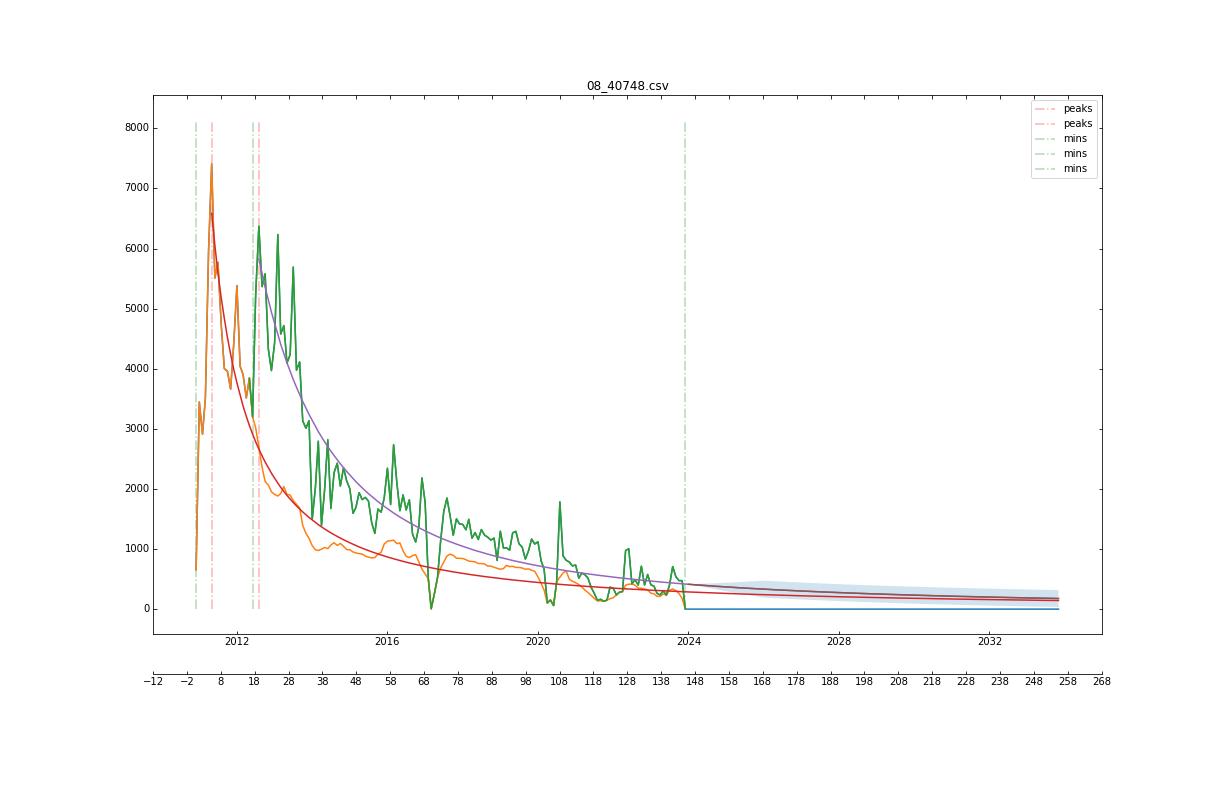 08_40748.csv
peaks
peaks
mins
mins
mins
8000
7000
6000
5000
4000
3000
2000
1000
0
2012 2016 2020 2024 2028 2032
−12 −2 8 18 28 38 48 58 68 78 88 98 108 118 128 138 148 158 168 178 188 198 208 218 228 238 248 258 268